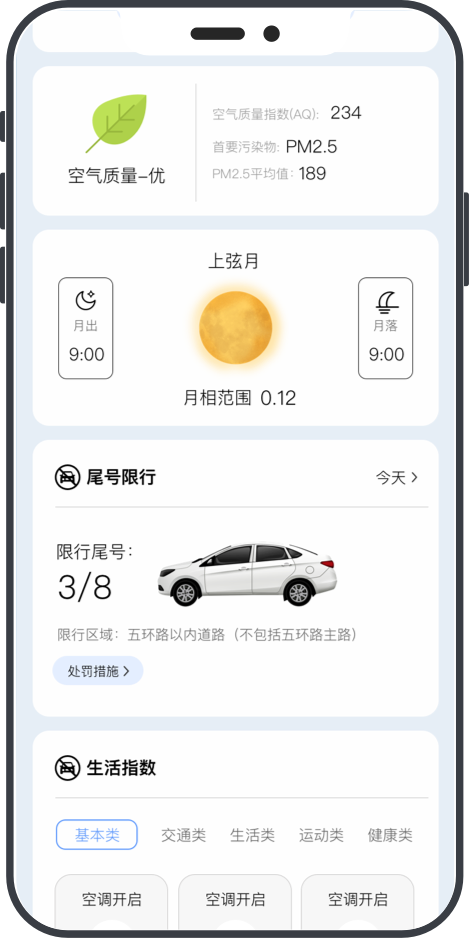 空气质量-优
空气质量指数(AQ): 234
首要污染物: PM2.5
PM2.5平均值: 189
上弦月
月出
9:00
月落
9:00
月相范围 0.12
尾号限行
今天 >
限行尾号:
3/8
限行区域: 五环路以内道路（不包括五环路主路）
处罚措施 >
生活指数
基本类 交通类 生活类 运动类 健康类
空调开启 空调开启 空调开启